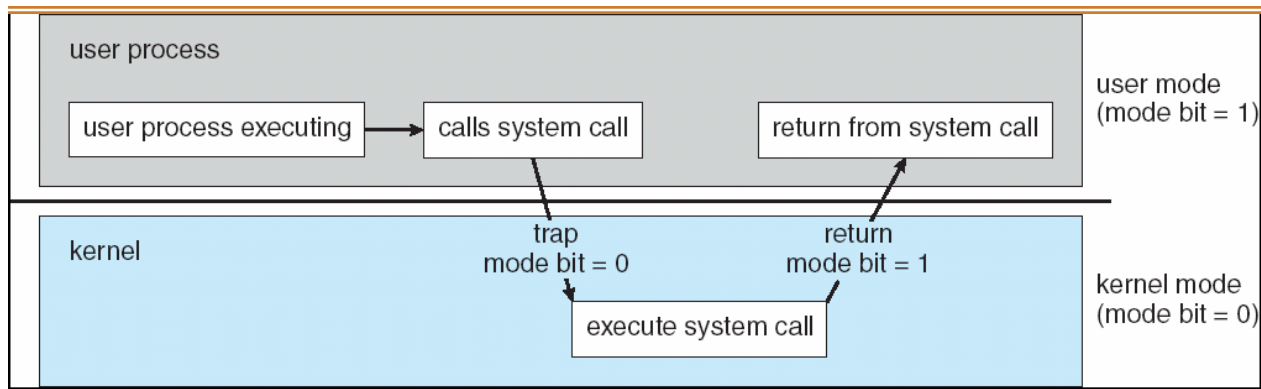 user process
user process executing
calls system call
return from system call
user mode
(mode bit = 1)
kernel
trap
mode bit = 0
return
mode bit = 1
execute system call
kernel mode
(mode bit = 0)